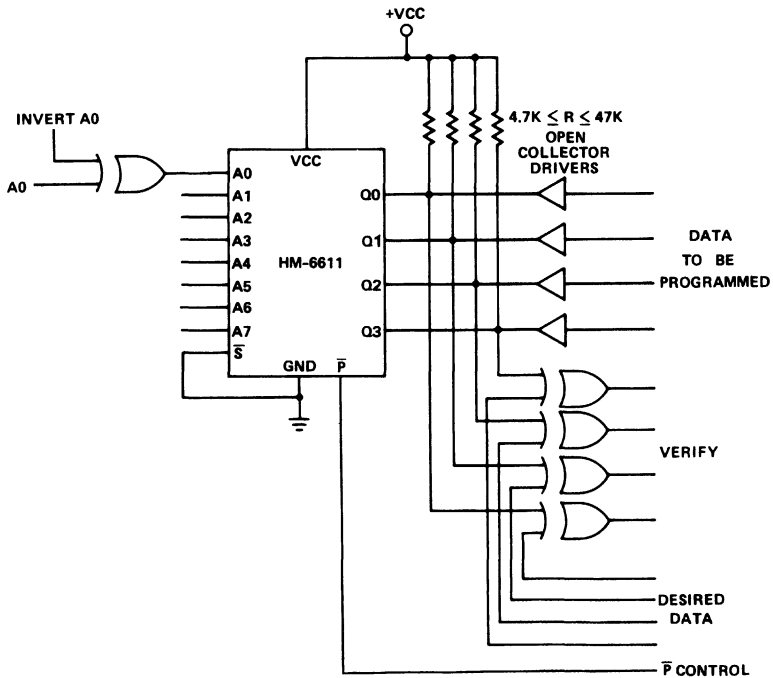 +VCC
INVERT A0
A0
4.7K ≤ R ≤ 47K
OPEN
COLLECTOR
DRIVERS
VCC
A0
A1
A2
A3
A4
A5
A6
A7
S̅
HM-6611
Q0
Q1
Q2
Q3
GND
P̅
DATA
TO BE
PROGRAMMED
VERIFY
DESIRED
DATA
P̅ CONTROL